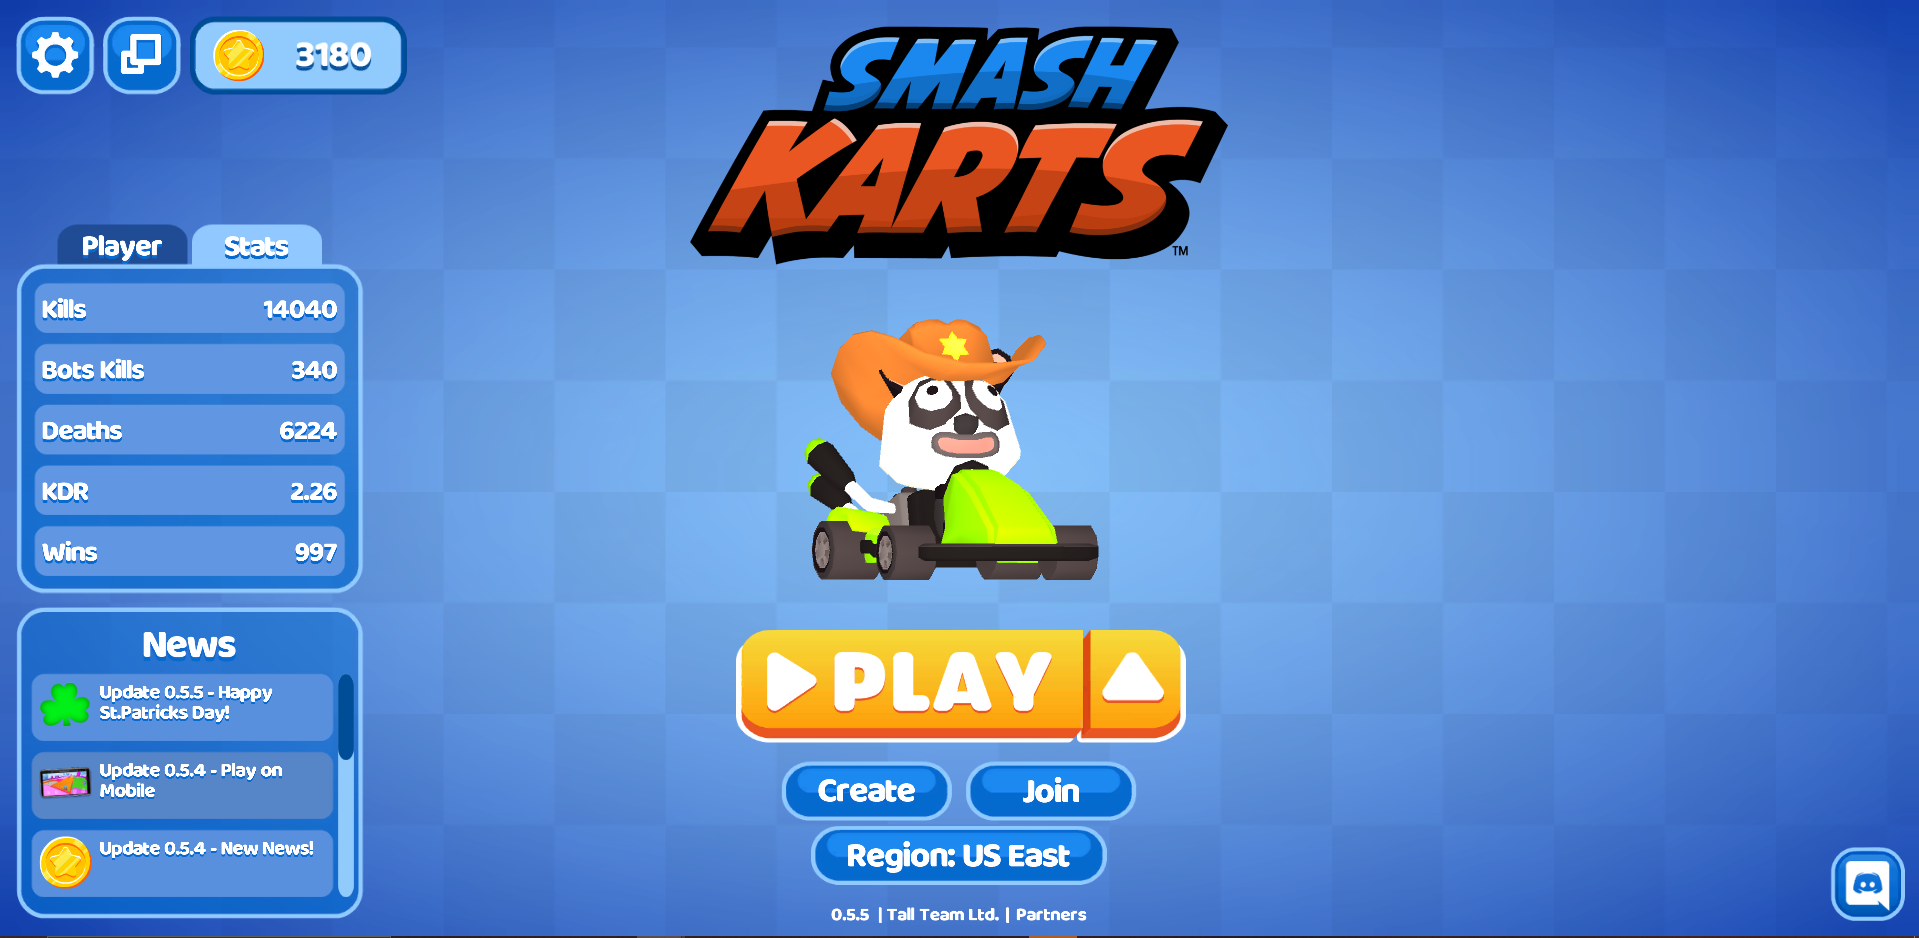 3180
SMASH
KARTS
TM
Player
Stats
Kills 14040
Bots Kills 340
Deaths 6224
KDR 2.26
Wins 997
News
Update 0.5.5 - Happy
St.Patricks Day!
Update 0.5.4 - Play on
Mobile
Update 0.5.4 - New News!
PLAY
Create
Join
Region: US East
0.5.5 | Tall Team Ltd. | Partners